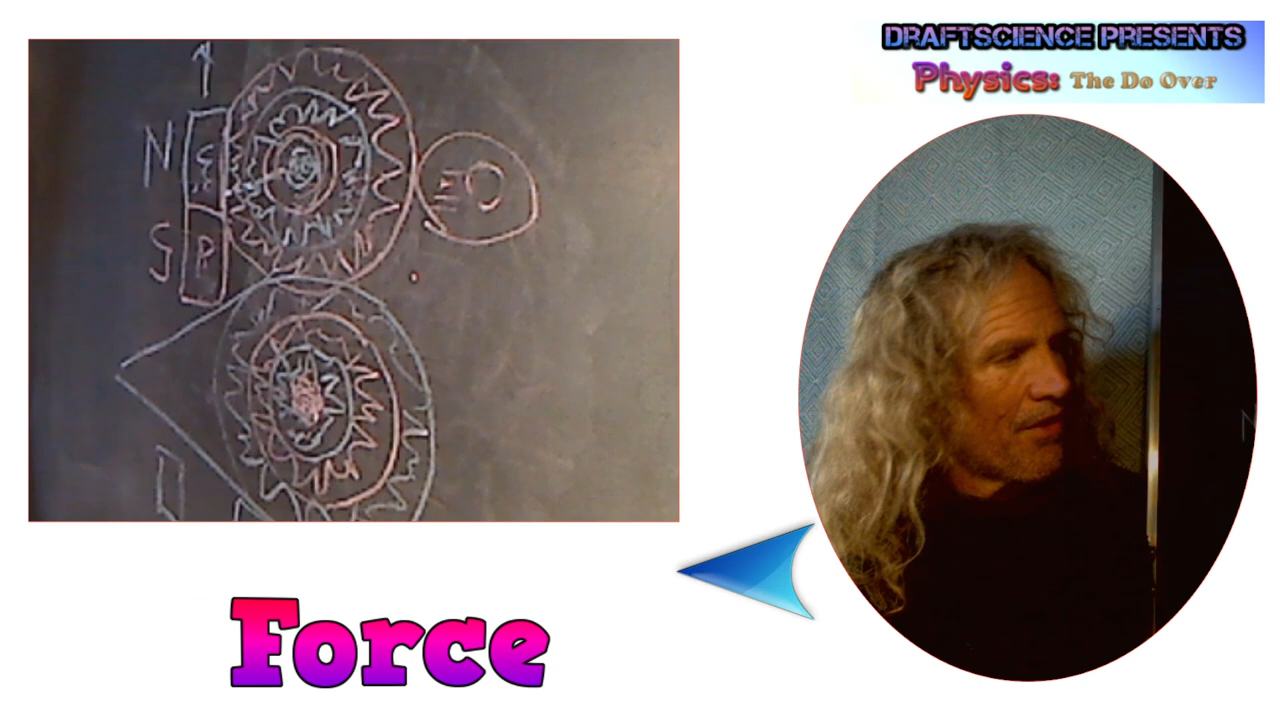 DRAFTSCIENCE PRESENTS
Physics: The Do Over
N
S
P
Force